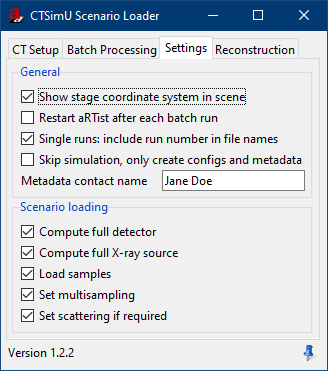 CTSimU Scenario Loader
CT Setup Batch Processing Settings Reconstruction
General
Show stage coordinate system in scene
Restart aRTist after each batch run
Single runs: include run number in file names
Skip simulation, only create configs and metadata
Metadata contact name Jane Doe
Scenario loading
Compute full detector
Compute full X-ray source
Load samples
Set multisampling
Set scattering if required
Version 1.2.2